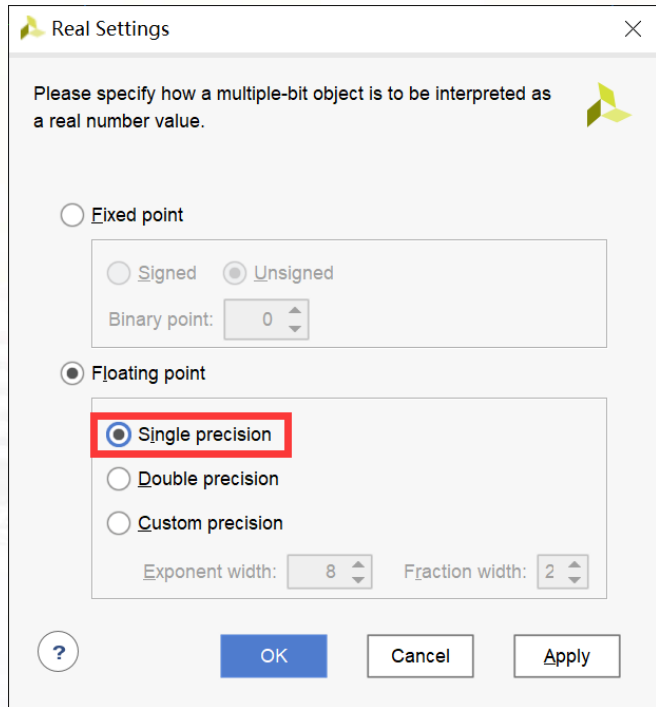 Real Settings
Please specify how a multiple-bit object is to be interpreted as
a real number value.
Fixed point
Signed Unsigned
Binary point: 0
Floating point
Single precision
Double precision
Custom precision
Exponent width: 8 Fraction width: 2
? OK Cancel Apply